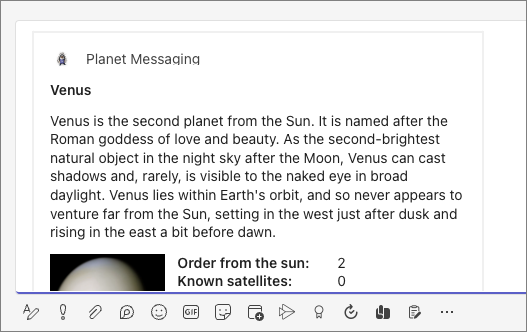 Planet Messaging
Venus
Venus is the second planet from the Sun. It is named after the
Roman goddess of love and beauty. As the second-brightest
natural object in the night sky after the Moon, Venus can cast
shadows and, rarely, is visible to the naked eye in broad
daylight. Venus lies within Earth's orbit, and so never appears to
venture far from the Sun, setting in the west just after dusk and
rising in the east a bit before dawn.
Order from the sun: 2
Known satellites: 0
GIF